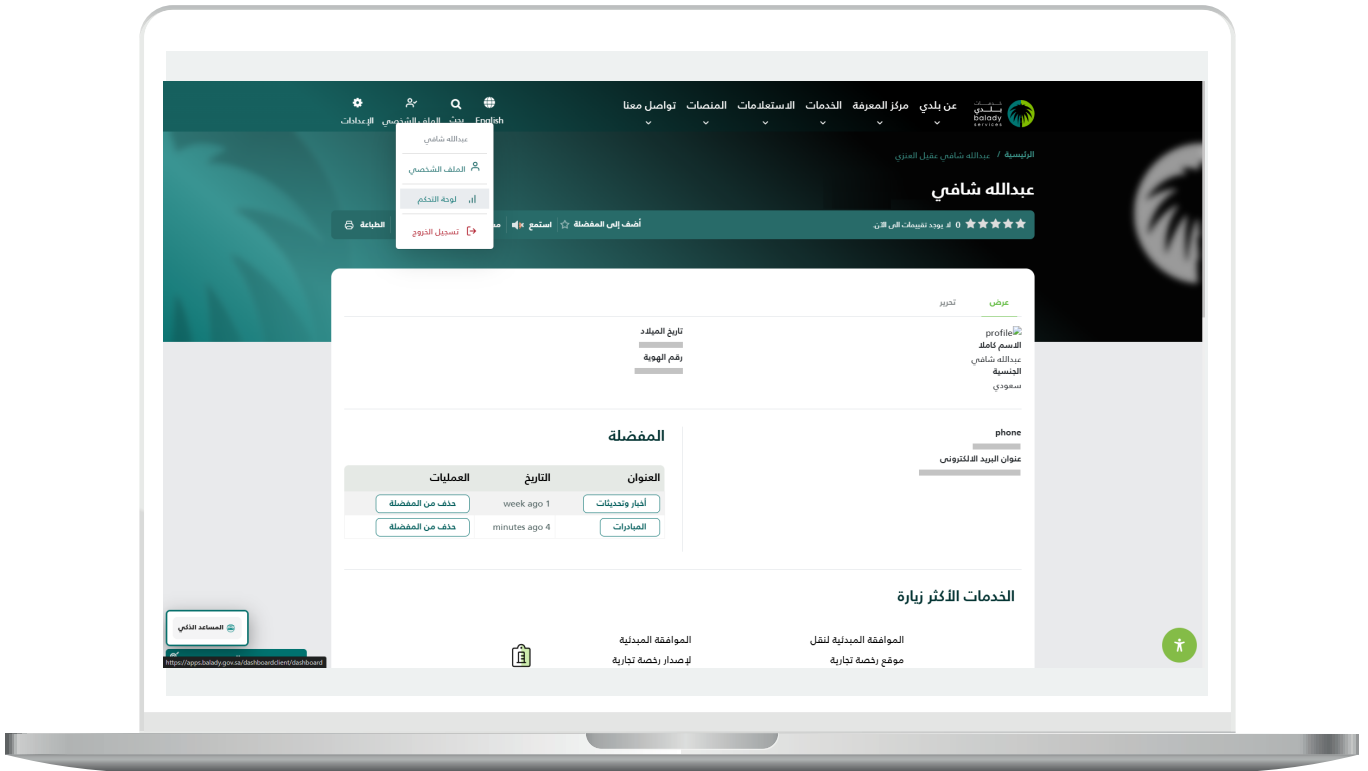 خدمات
بلدي
balady
services
عن بلدي مركز المعرفة الخدمات الاستعلامات المنصات تواصل معنا
English بحث الملف الشخصي الإعدادات
عبدالله شافي
الملف الشخصي
لوحة التحكم
تسجيل الخروج
الرئيسية / عبدالله شافي عقيل العنزي
عبدالله شافي
0 لا يوجد تقييمات الى الآن.
أضف إلى المفضلة استمع
الطباعة
عرض تحرير
profile
الاسم كاملا
عبدالله شافي
الجنسية
سعودي
تاريخ الميلاد
رقم الهوية
phone
عنوان البريد الالكتروني
المفضلة
العنوان التاريخ العمليات
أخبار وتحديثات 1 week ago حذف من المفضلة
المبادرات 4 minutes ago حذف من المفضلة
الخدمات الأكثر زيارة
الموافقة المبدئية لنقل
موقع رخصة تجارية
الموافقة المبدئية
لإصدار رخصة تجارية
المساعد الذكي
https://apps.balady.gov.sa/dashboardclient/dashboard